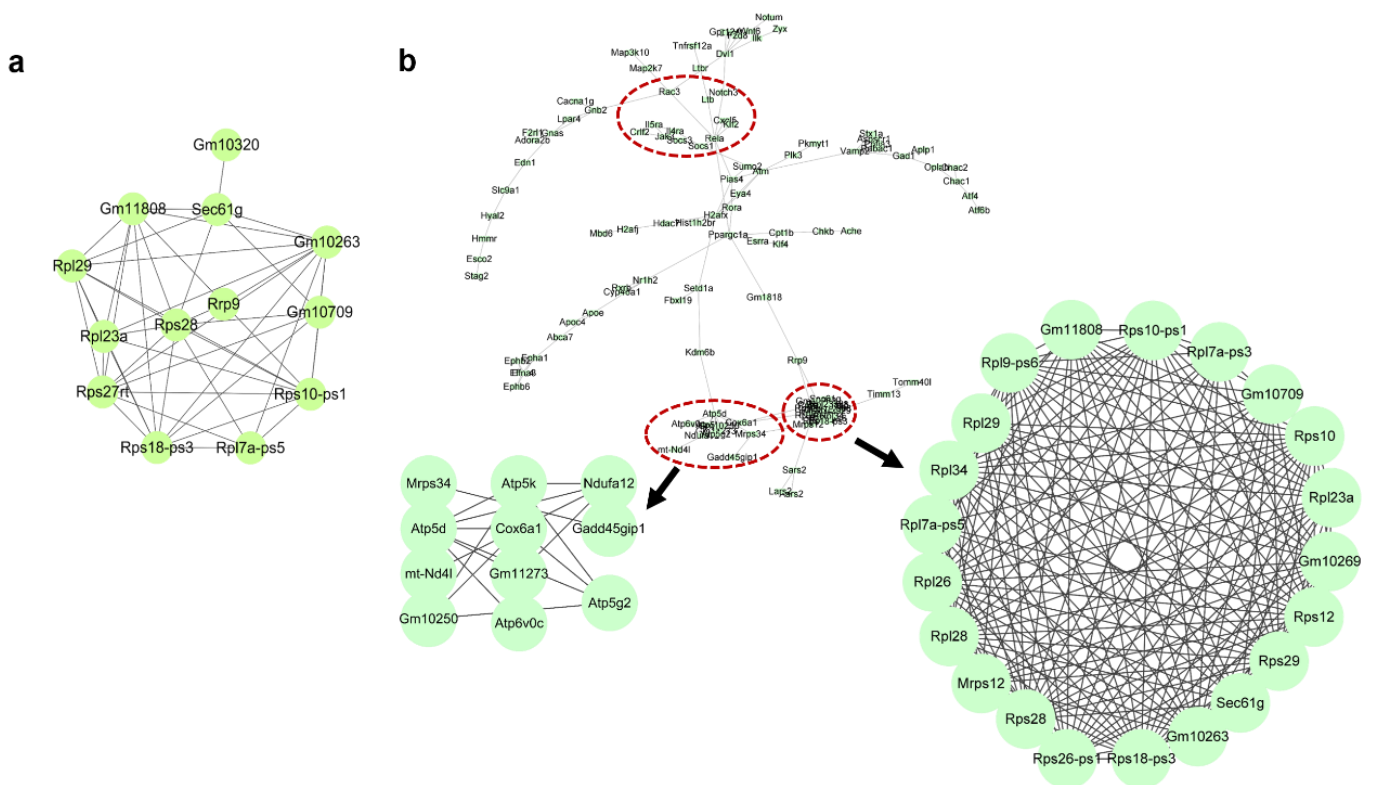 a
b
Gm10320
Gm11808
Sec61g
Gm10263
Rpl29
Rrp9
Gm10709
Rps28
Rpl23a
Rps27rt
Rps10-ps1
Rps18-ps3
Rpl7a-ps5
Notum
Zyx
Ilk
Tnfrsf12a
Dvl1
Map3k10
Map2k7
Ltbr
Rac3
Notch3
Ltb
Cacna1g
Gnb2
Lpar4
Cxcl5
Klf2
Il5ra
Il4ra
Crlf2
Socs3
Rela
Socs1
Gnas
Adora2b
Edn1
Slc9a1
Hyal2
Hmmr
Esco2
Stag2
Pkmyt1
Plk3
Stx1a
Vamp2
Gad1
Aplp1
Chac1
Atf4
Atf6b
Sumo2
Atm
Pias4
Eya4
Rora
H2afx
Hist1h2br
Mbd6
H2afj
Ppargc1a
Esrra
Cpt1b
Klf4
Chkb
Ache
Nr1h2
Setd1a
Fbxl19
Gm1818
Apoe
Apoc4
Abca7
Epha1
Ephb6
Kdm6b
Rrp9
Tomm40l
Timm13
Atp5d
Cox6a1
Mrps34
mt-Nd4l
Gadd45gip1
Mrps12
Sars2
Mrps34
Atp5k
Ndufa12
Atp5d
Cox6a1
Gadd45gip1
mt-Nd4l
Gm11273
Gm10250
Atp6v0c
Atp5g2
Gm11808
Rps10-ps1
Rpl9-ps6
Rpl7a-ps3
Gm10709
Rpl29
Rps10
Rpl34
Rpl23a
Rpl7a-ps5
Gm10269
Rpl26
Rps12
Rpl28
Rps29
Mrps12
Sec61g
Rps28
Gm10263
Rps26-ps1
Rps18-ps3